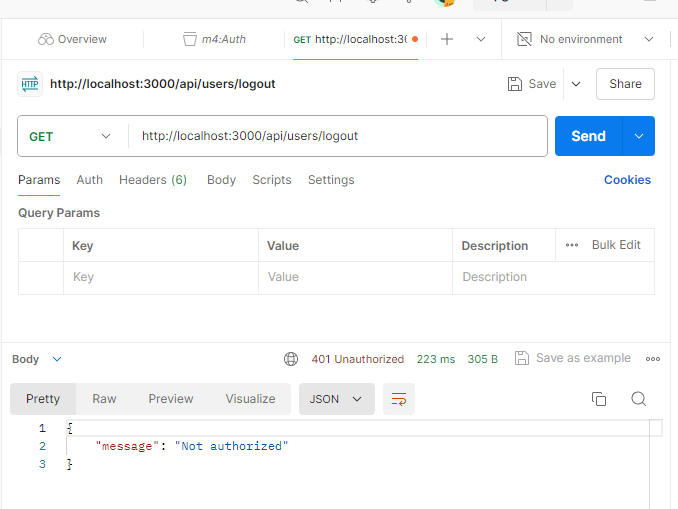 Overview
m4:Auth
GET http://localhost:3(
No environment
HTTP http://localhost:3000/api/users/logout
Save
Share
GET
http://localhost:3000/api/users/logout
Send
Params Auth Headers (6) Body Scripts Settings Cookies
Query Params
Key Value Description Bulk Edit
Key Value Description
Body 401 Unauthorized 223 ms 305 B Save as example
Pretty Raw Preview Visualize JSON
1 {
2 "message": "Not authorized"
3 }